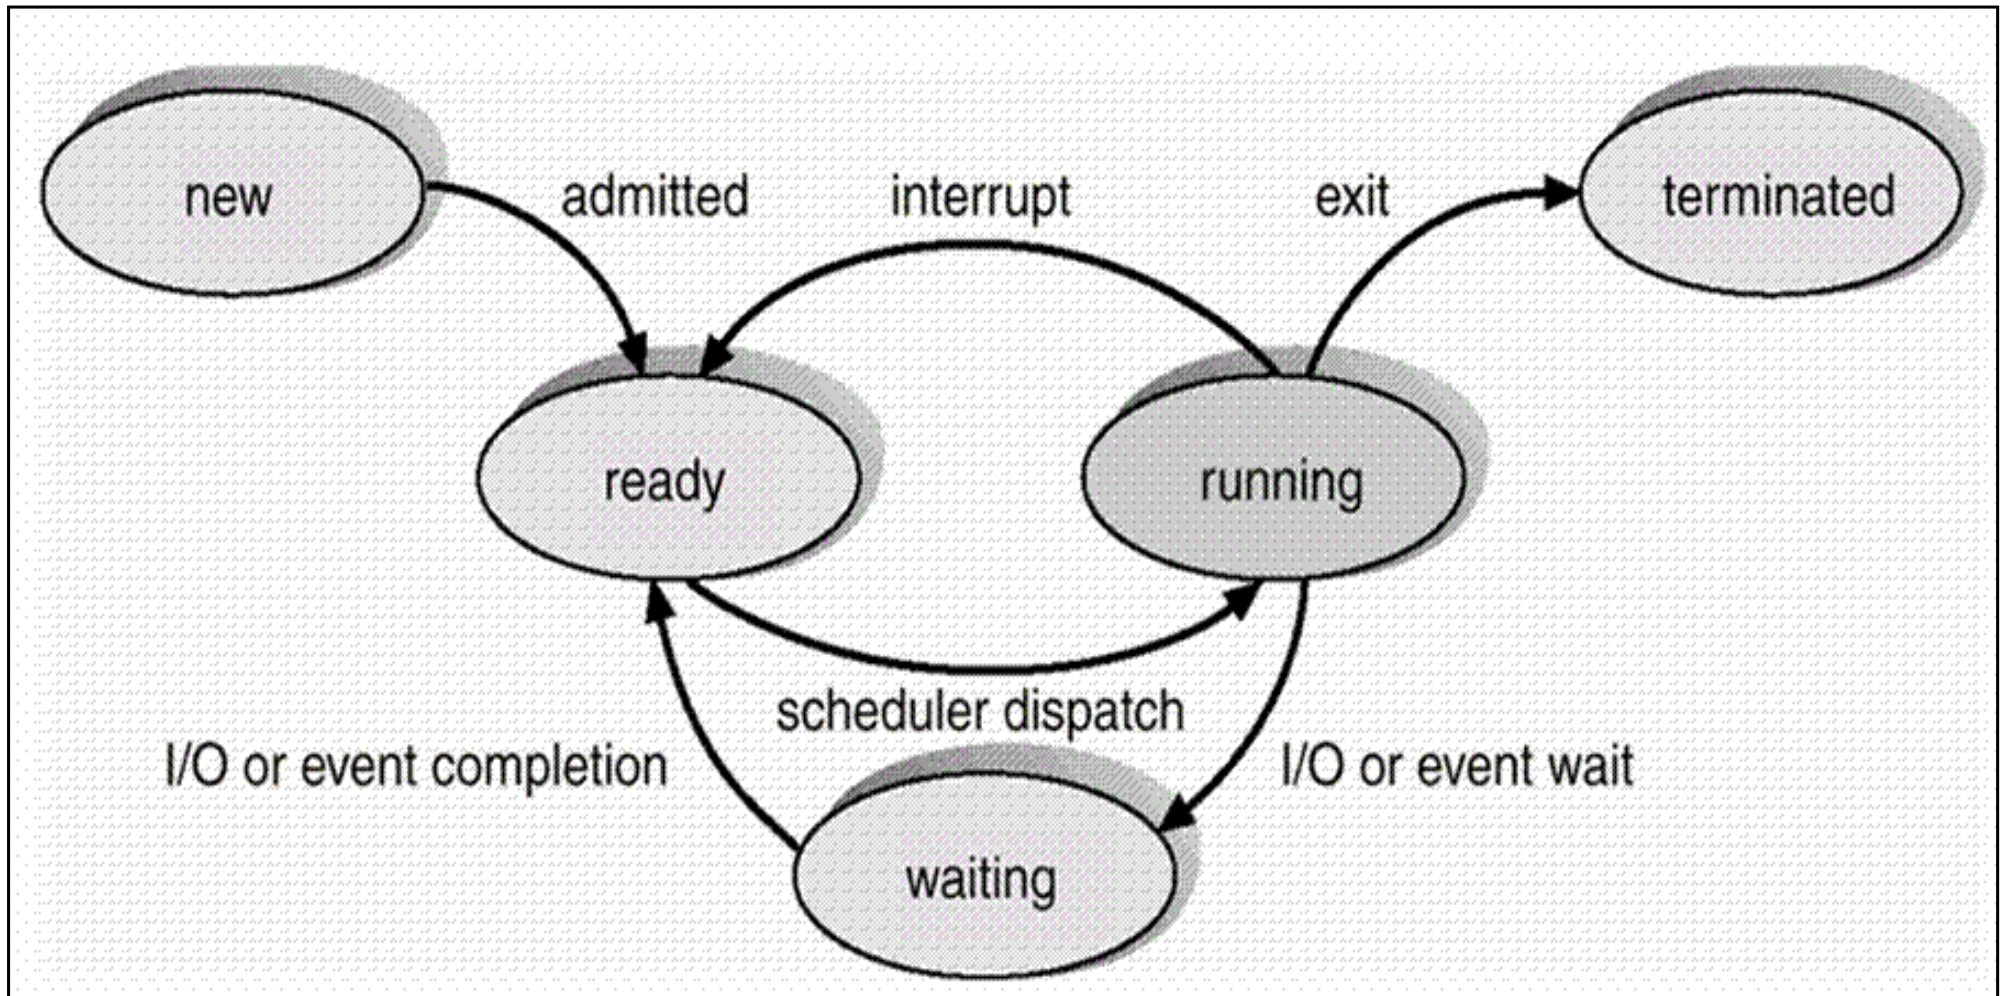 new
admitted
interrupt
exit
terminated
ready
running
scheduler dispatch
I/O or event completion
I/O or event wait
waiting